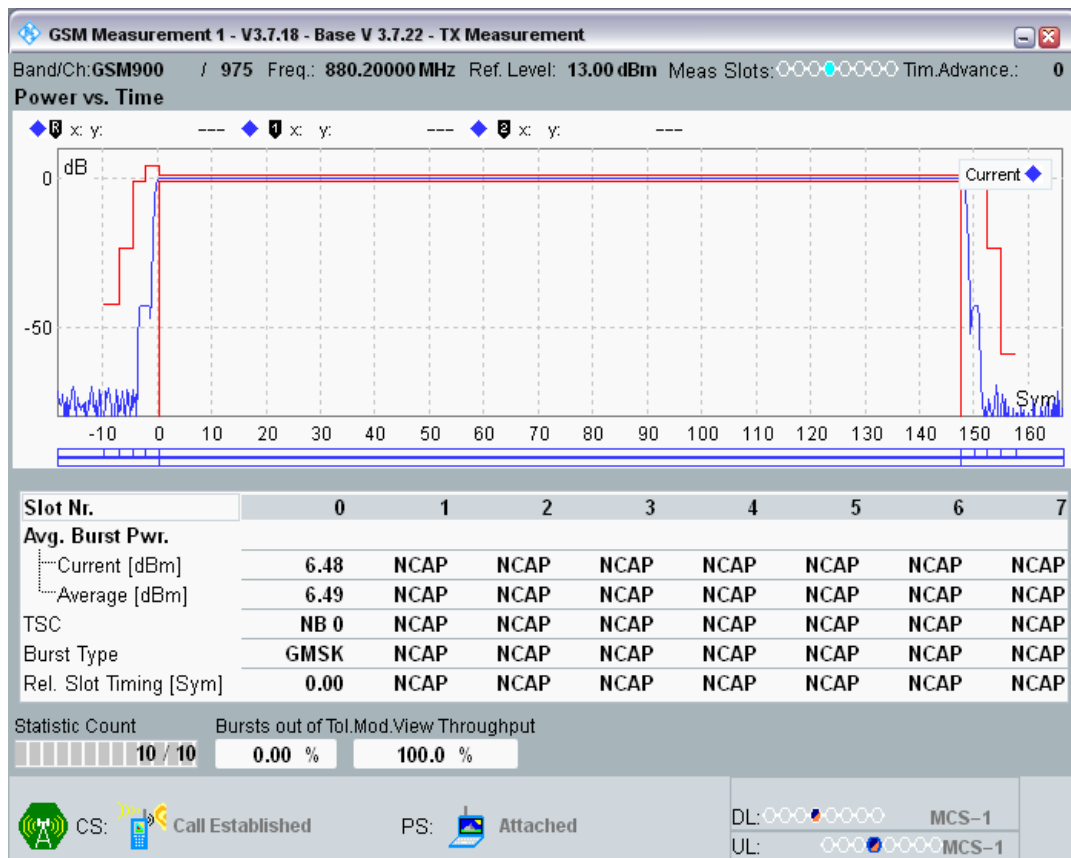 GSM Measurement 1 - V3.7.18 - Base V 3.7.22 - TX Measurement
Band/Ch:GSM900 / 975 Freq.: 880.20000 MHz Ref. Level: 13.00 dBm Meas Slots: Tim.Advance.: 0
Power vs. Time
R x: y: --- 1 x: y: --- 2 x: y: ---
dB
Current
0
-50
Sym
-10 0 10 20 30 40 50 60 70 80 90 100 110 120 130 140 150 160
Slot Nr. 0 1 2 3 4 5 6 7
Avg. Burst Pwr.
Current [dBm] 6.48 NCAP NCAP NCAP NCAP NCAP NCAP NCAP
Average [dBm] 6.49 NCAP NCAP NCAP NCAP NCAP NCAP NCAP
TSC NB 0 NCAP NCAP NCAP NCAP NCAP NCAP NCAP
Burst Type GMSK NCAP NCAP NCAP NCAP NCAP NCAP NCAP
Rel. Slot Timing [Sym] 0.00 NCAP NCAP NCAP NCAP NCAP NCAP NCAP
Statistic Count Bursts out of Tol.Mod.View Throughput
10 / 10 0.00 % 100.0 %
CS: Call Established PS: Attached
DL: MCS-1
UL: MCS-1